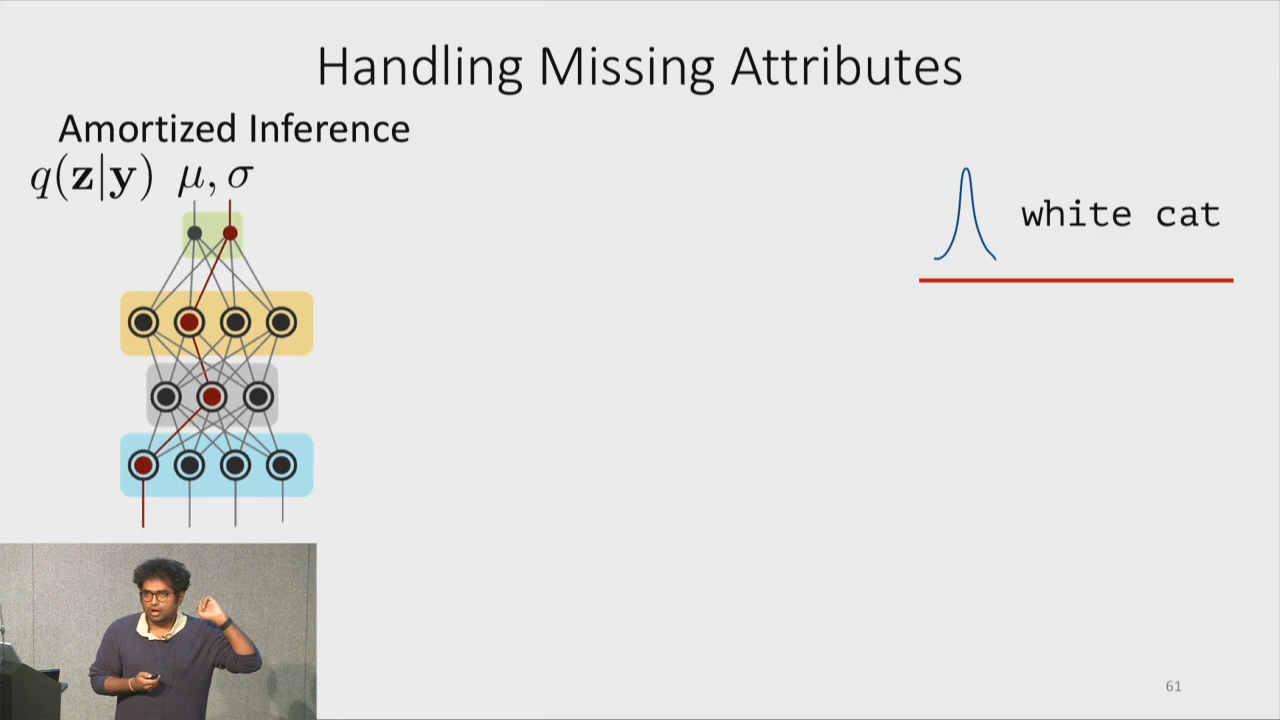 Handling Missing Attributes
Amortized Inference
q(z|y) μ, σ
white cat
61